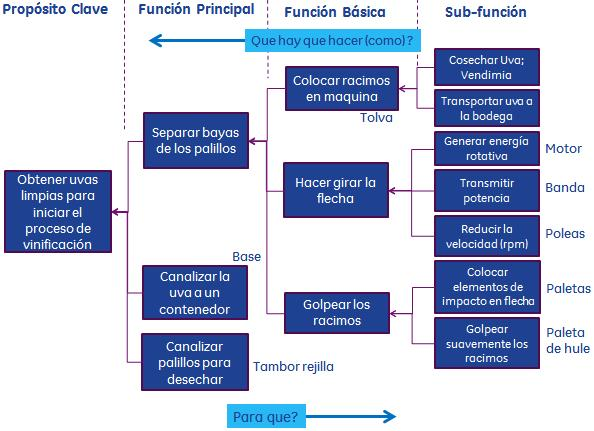 Propósito Clave
Función Principal
Función Básica
Sub-función
Que hay que hacer (como)?
Obtener uvas
limpias para
iniciar el
proceso de
vinificación
Separar bayas
de los palillos
Base
Canalizar la
uva a un
contenedor
Canalizar
palillos para
desechar
Tambor rejilla
Colocar racimos
en maquina
Tolva
Hacer girar la
flecha
Golpear los
racimos
Cosechar Uva;
Vendimia
Transportar uva a
la bodega
Generar energía
rotativa
Motor
Transmitir
potencia
Banda
Reducir la
velocidad (rpm)
Poleas
Colocar
elementos de
impacto en flecha
Paletas
Golpear
suavemente los
racimos
Paleta
de hule
Para que?